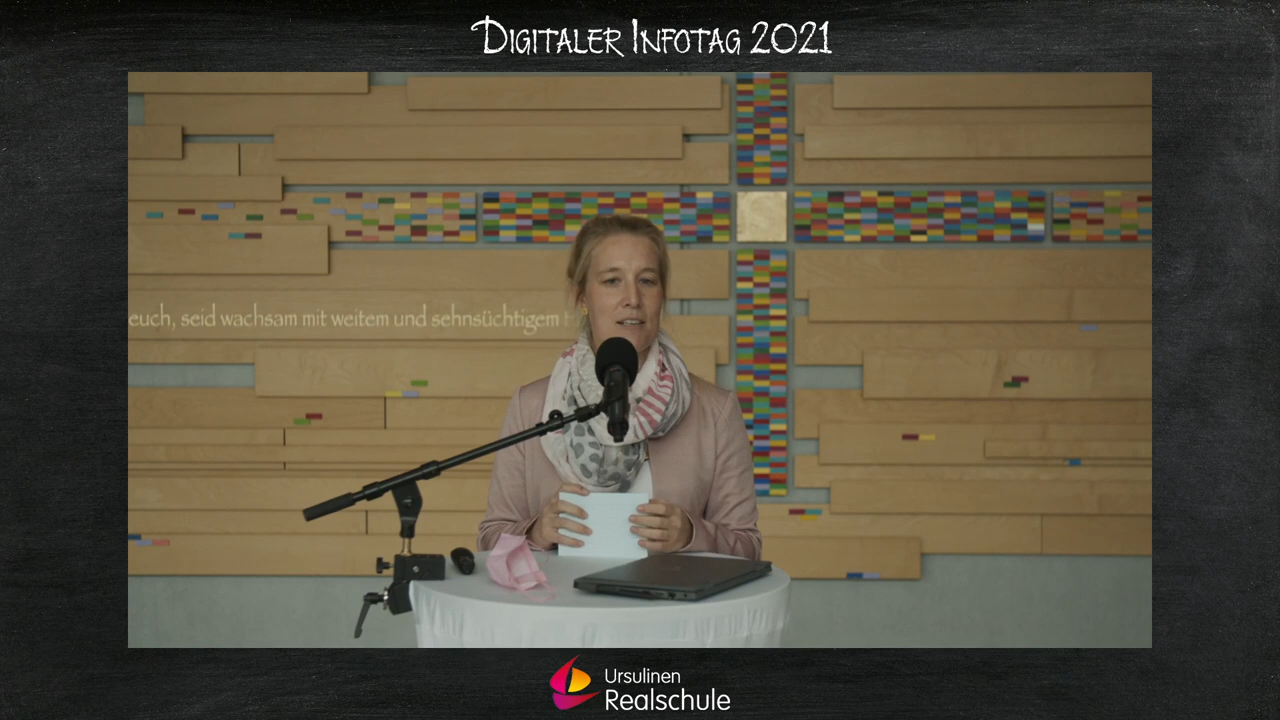 Digitaler Infotag 2021
euch, seid wachsam mit weitem und sehnsüchtigem
Ursulinen
Realschule